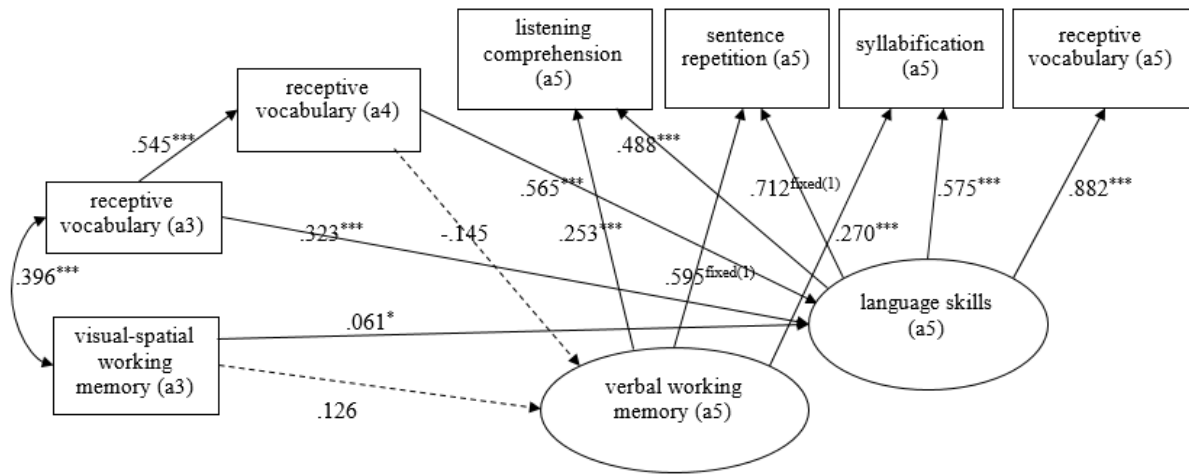 listening
comprehension
(a5)
sentence
repetition (a5)
syllabification
(a5)
receptive
vocabulary (a5)
receptive
vocabulary (a4)
.545***
.488***
receptive
vocabulary (a3)
.565***
.712fixed(1)
.575***
.882***
.323***
-.145
.253***
.270***
.396***
.595fixed(1)
language skills
(a5)
.061*
visual-spatial
working
memory (a3)
verbal working
memory (a5)
.126